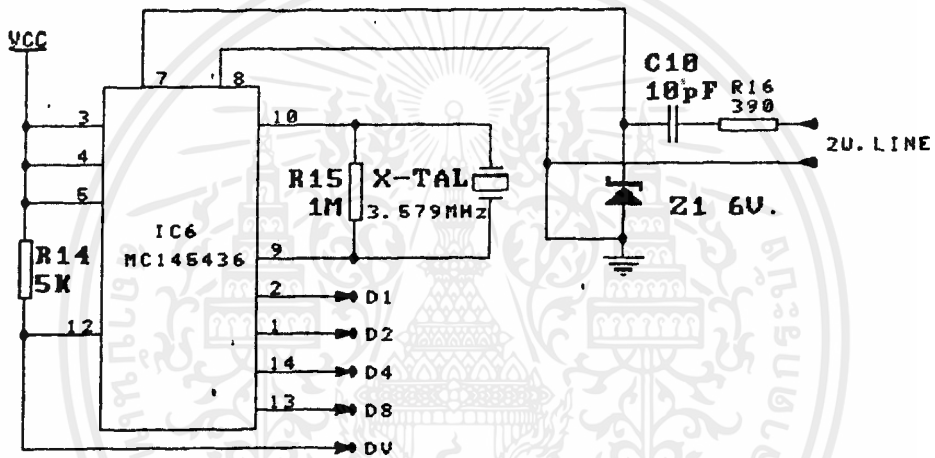 VCC
7
8
C10
10pF
R16
390
3
10
4
2W. LINE
5
R15
1M
X-TAL
3.579MHz
Z1 6V.
IC6
MC145436
R14
5K
9
2
D1
12
1
D2
14
D4
13
D8
DV